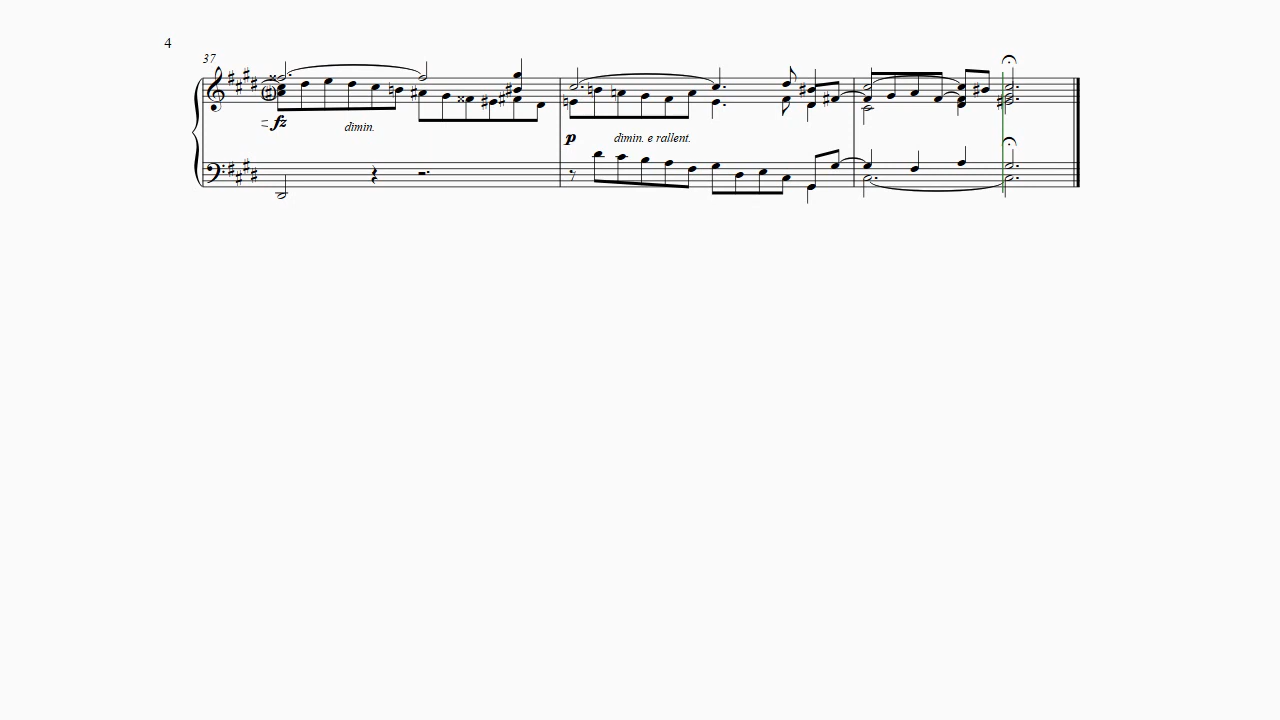 4
37
fz
dimin.
p
dimin. e rallent.